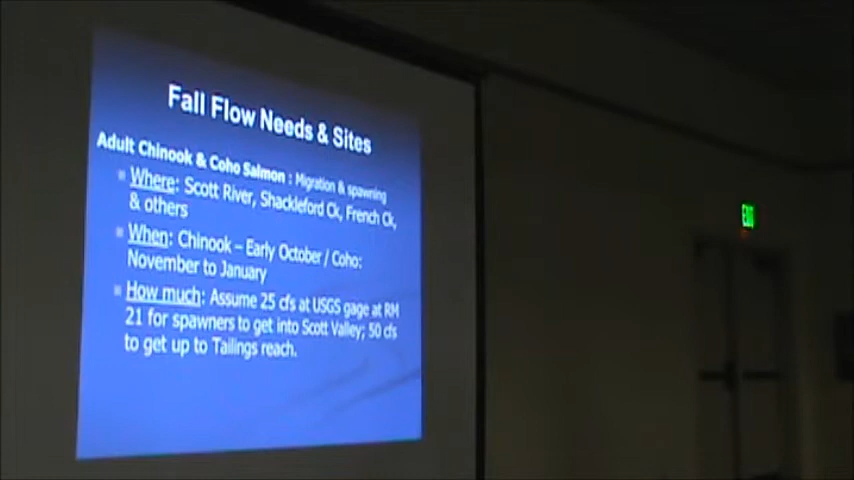 Fall Flow Needs & Sites
Adult Chinook & Coho Salmon : Migration & spawning
Where: Scott River, Shackleford Ck, French Ck,
& others
When: Chinook – Early October / Coho:
November to January
How much: Assume 25 cfs at USGS gage at RM
21 for spawners to get into Scott Valley; 50 cfs
to get up to Tailings reach.
EXIT